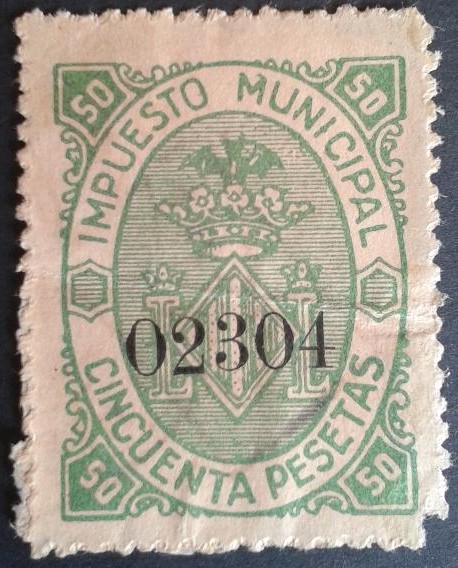 50 50
IMPUESTO MUNICIPAL
L L
02304
CINCUENTA PESETAS
50 50